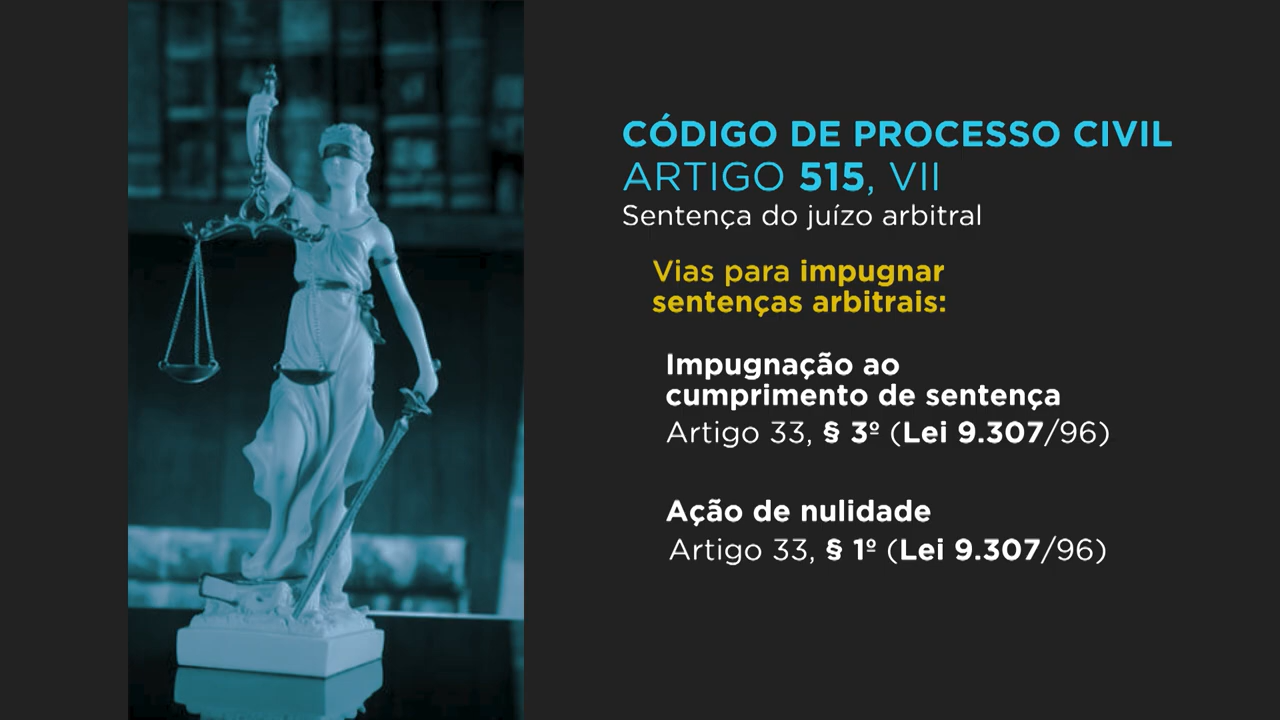 CÓDIGO DE PROCESSO CIVIL
ARTIGO 515, VII
Sentença do juízo arbitral
Vias para impugnar
sentenças arbitrais:
Impugnação ao
cumprimento de sentença
Artigo 33, § 3º (Lei 9.307/96)
Ação de nulidade
Artigo 33, § 1º (Lei 9.307/96)